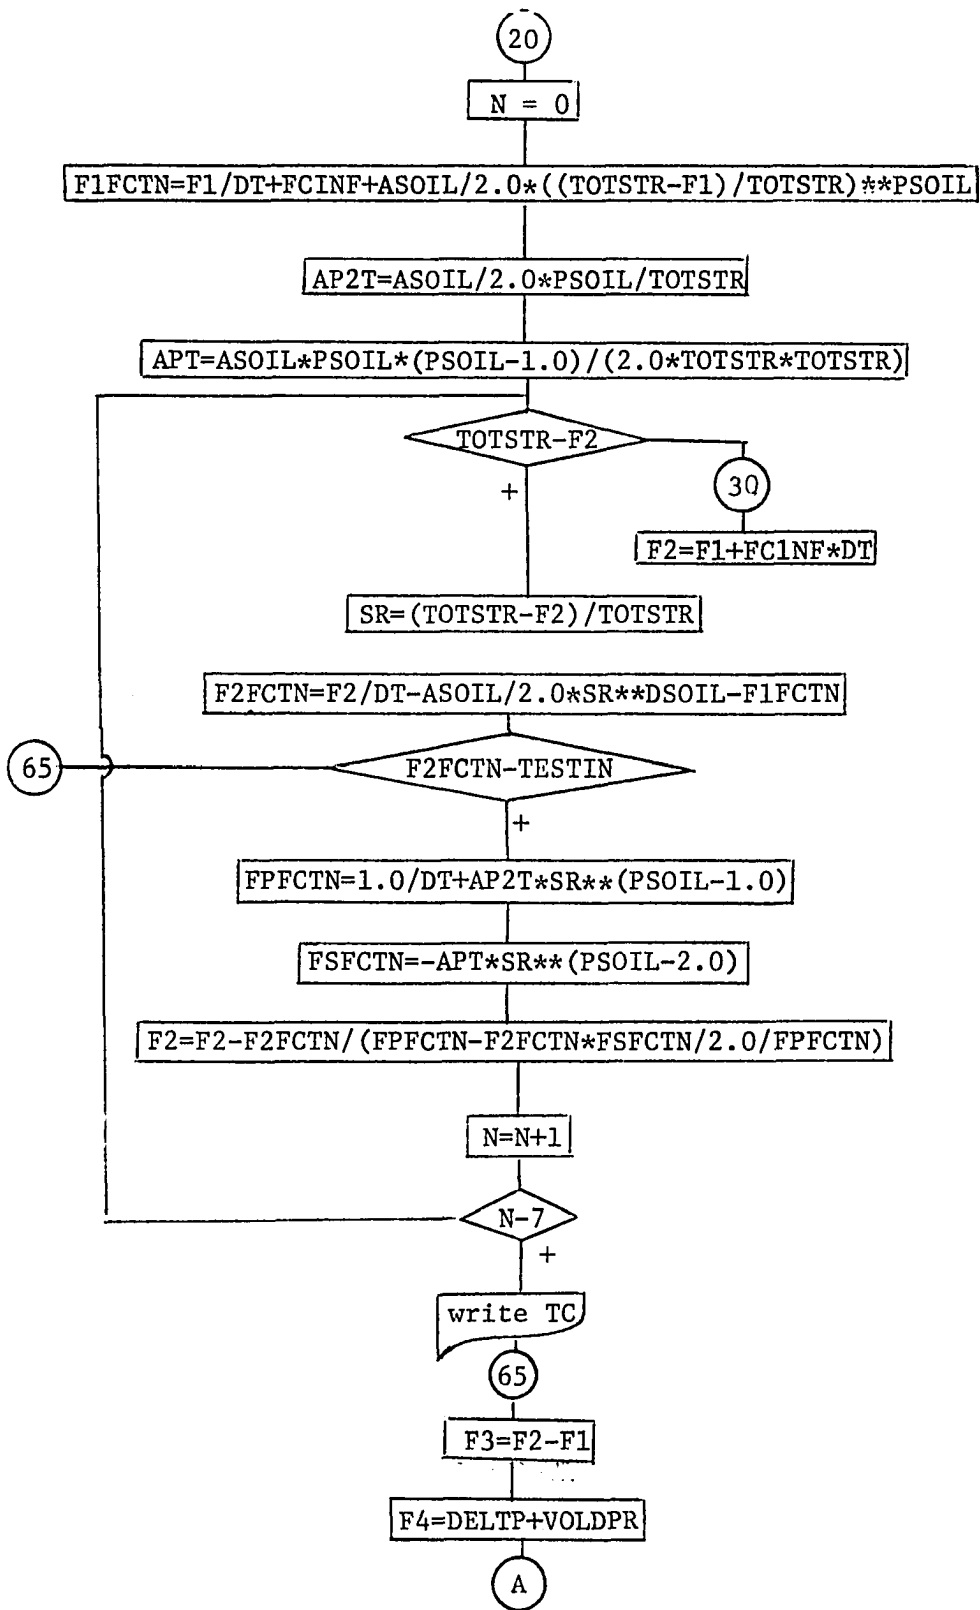 20
N = 0
F1FCTN=F1/DT+FCINF+ASOIL/2.0*((TOTSTR-F1)/TOTSTR)**PSOIL
AP2T=ASOIL/2.0*PSOIL/TOTSTR
APT=ASOIL*PSOIL*(PSOIL-1.0)/(2.0*TOTSTR*TOTSTR)
TOTSTR-F2
+
30
F2=F1+FC1NF*DT
SR=(TOTSTR-F2)/TOTSTR
F2FCTN=F2/DT-ASOIL/2.0*SR**DSOIL-F1FCTN
65
F2FCTN-TESTIN
+
FPFCTN=1.0/DT+AP2T*SR**(PSOIL-1.0)
FSFCTN=-APT*SR**(PSOIL-2.0)
F2=F2-F2FCTN/(FPFCTN-F2FCTN*FSFCTN/2.0/FPFCTN)
N=N+1
N-7
+
write TC
65
F3=F2-F1
F4=DELTP+VOLDPR
A